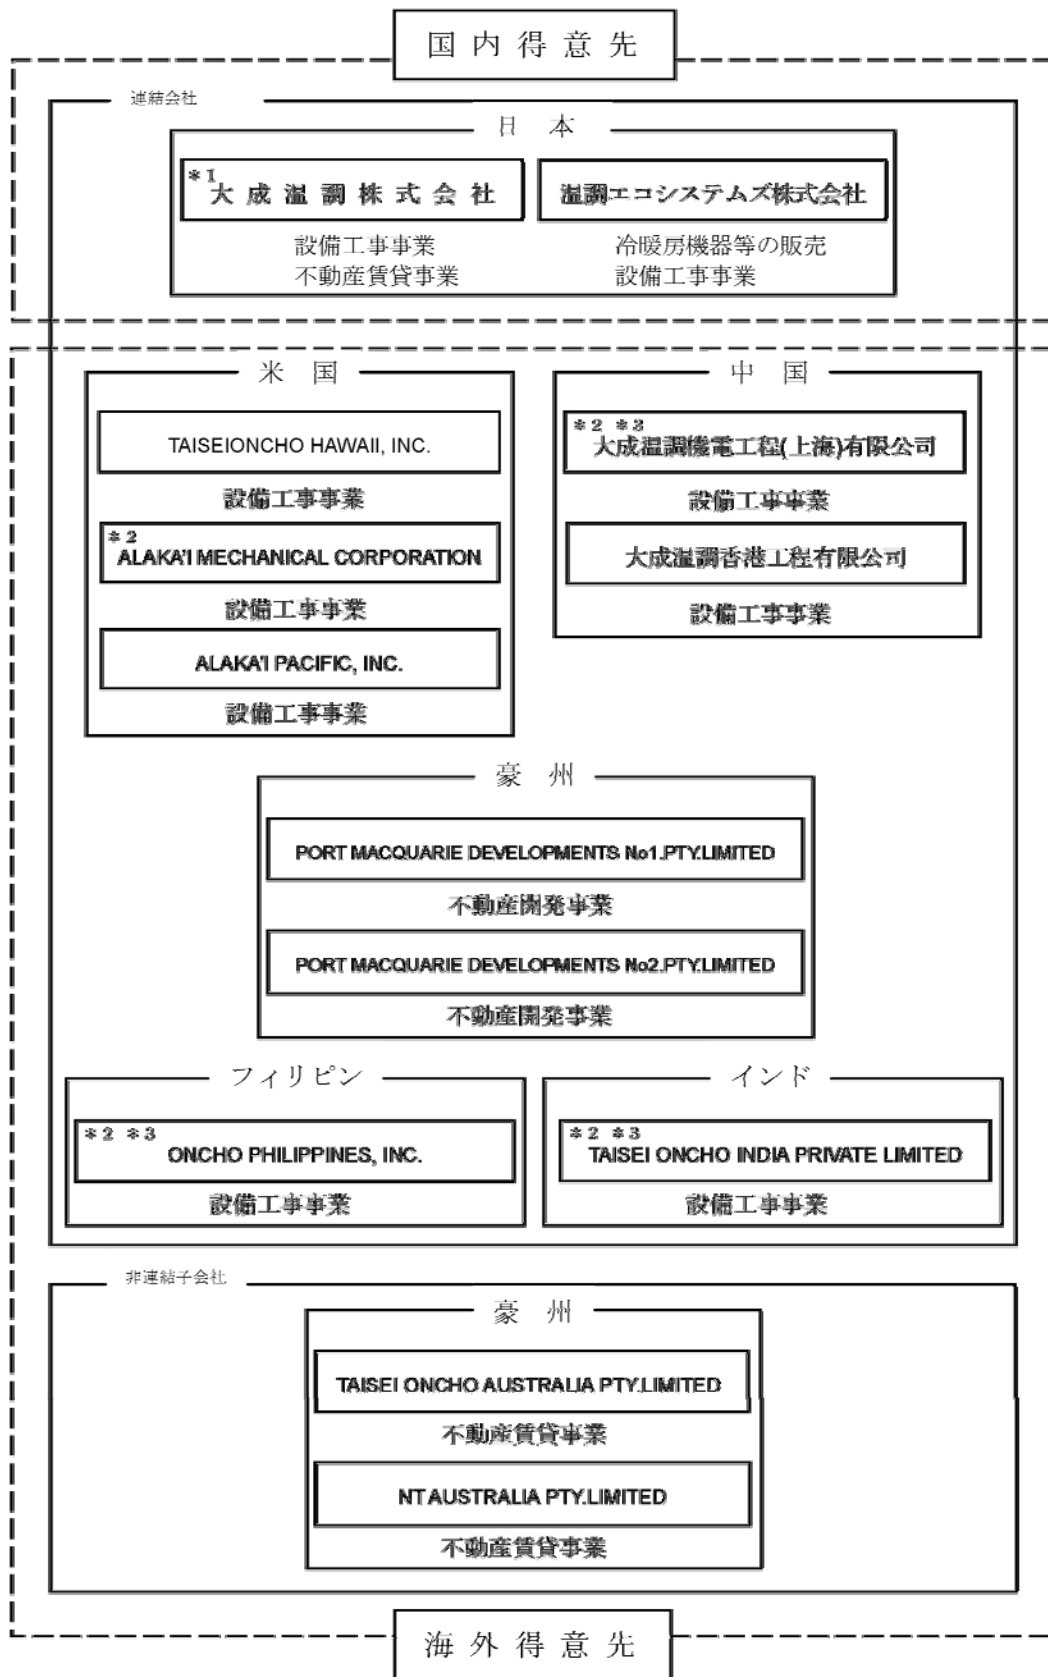 国内得意先
連結会社
日本
*1
大成温調株式会社
温調エコシステムズ株式会社
設備工事事業
不動産賃貸事業
冷暖房機器等の販売
設備工事事業
米国
TAISEIONCHO HAWAII, INC.
設備工事事業
*2
ALAKA'I MECHANICAL CORPORATION
設備工事事業
ALAKA'I PACIFIC, INC.
設備工事事業
中国
*2 *3
大成温調機電工程(上海)有限公司
設備工事事業
大成温調香港工程有限公司
設備工事事業
豪州
PORT MACQUARIE DEVELOPMENTS No1.PTY.LIMITED
不動産開発事業
PORT MACQUARIE DEVELOPMENTS No2.PTY.LIMITED
不動産開発事業
フィリピン
*2 *3
ONCHO PHILIPPINES, INC.
設備工事事業
インド
*2 *3
TAISEI ONCHO INDIA PRIVATE LIMITED
設備工事事業
非連結子会社
豪州
TAISEI ONCHO AUSTRALIA PTY.LIMITED
不動産賃貸事業
NT AUSTRALIA PTY.LIMITED
不動産賃貸事業
海外得意先